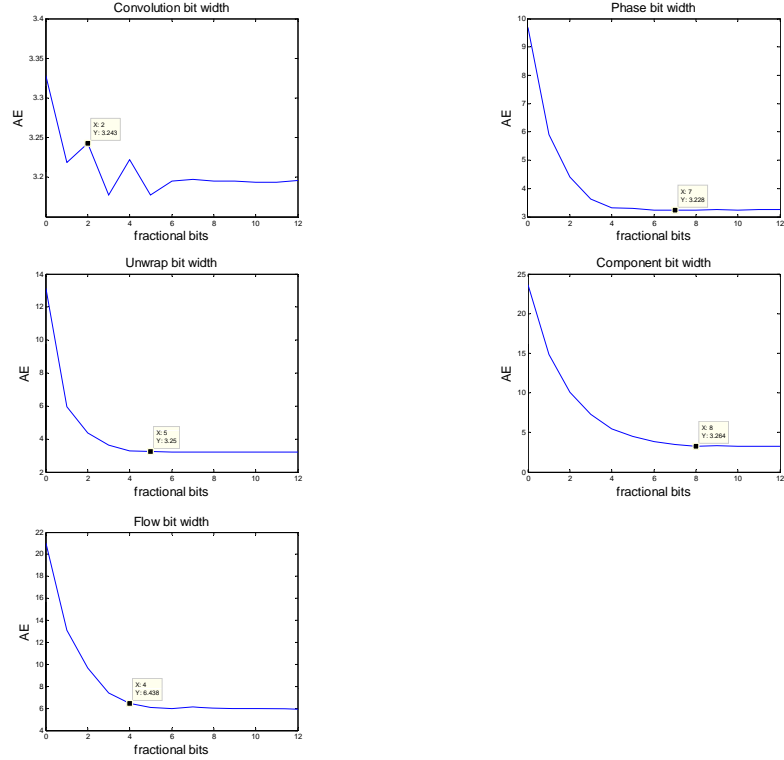 Convolution bit width
3.4
3.35
3.3
3.25
3.2
AE
X: 2
Y: 3.243
0 2 4 6 8 10 12
fractional bits
Phase bit width
10
9
8
7
6
5
4
3
AE
X: 7
Y: 3.228
0 2 4 6 8 10 12
fractional bits
Unwrap bit width
14
12
10
8
6
4
2
AE
X: 5
Y: 3.25
0 2 4 6 8 10 12
fractional bits
Component bit width
25
20
15
10
5
0
AE
X: 8
Y: 3.264
0 2 4 6 8 10 12
fractional bits
Flow bit width
22
20
18
16
14
12
10
8
6
4
AE
X: 4
Y: 6.438
0 2 4 6 8 10 12
fractional bits